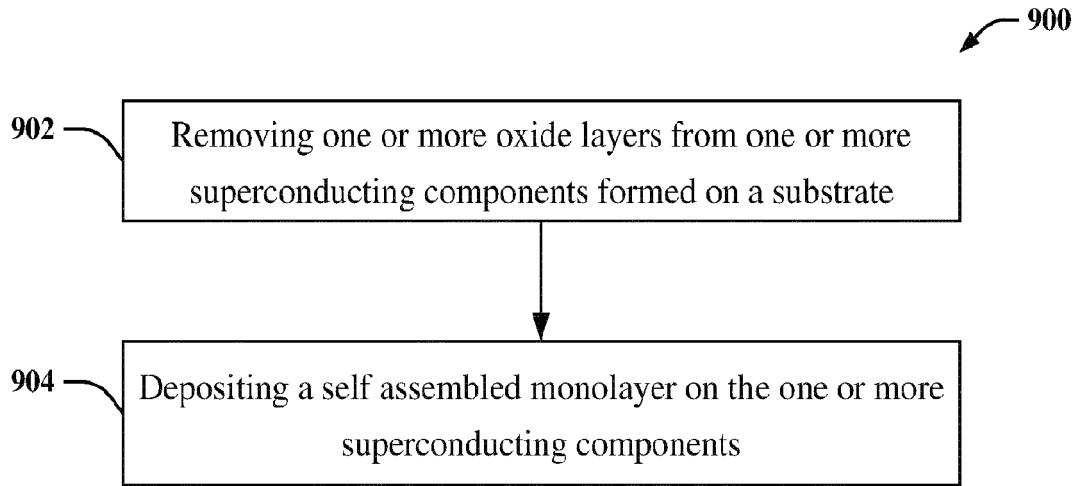 900
902
Removing one or more oxide layers from one or more
superconducting components formed on a substrate
904
Depositing a self assembled monolayer on the one or more
superconducting components